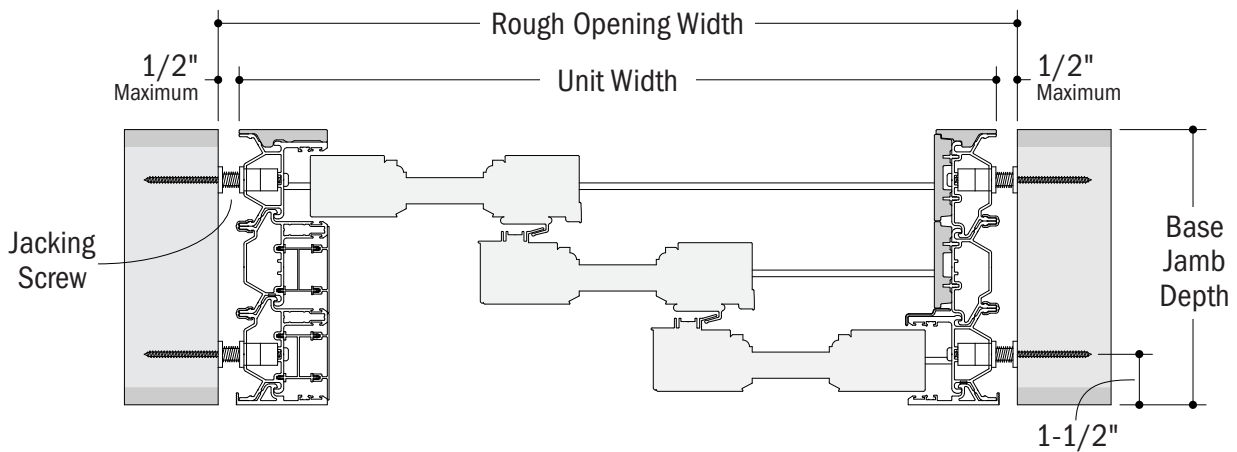 Rough Opening Width
1/2"
Maximum
Unit Width
1/2"
Maximum
Jacking
Screw
Base
Jamb
Depth
1-1/2"